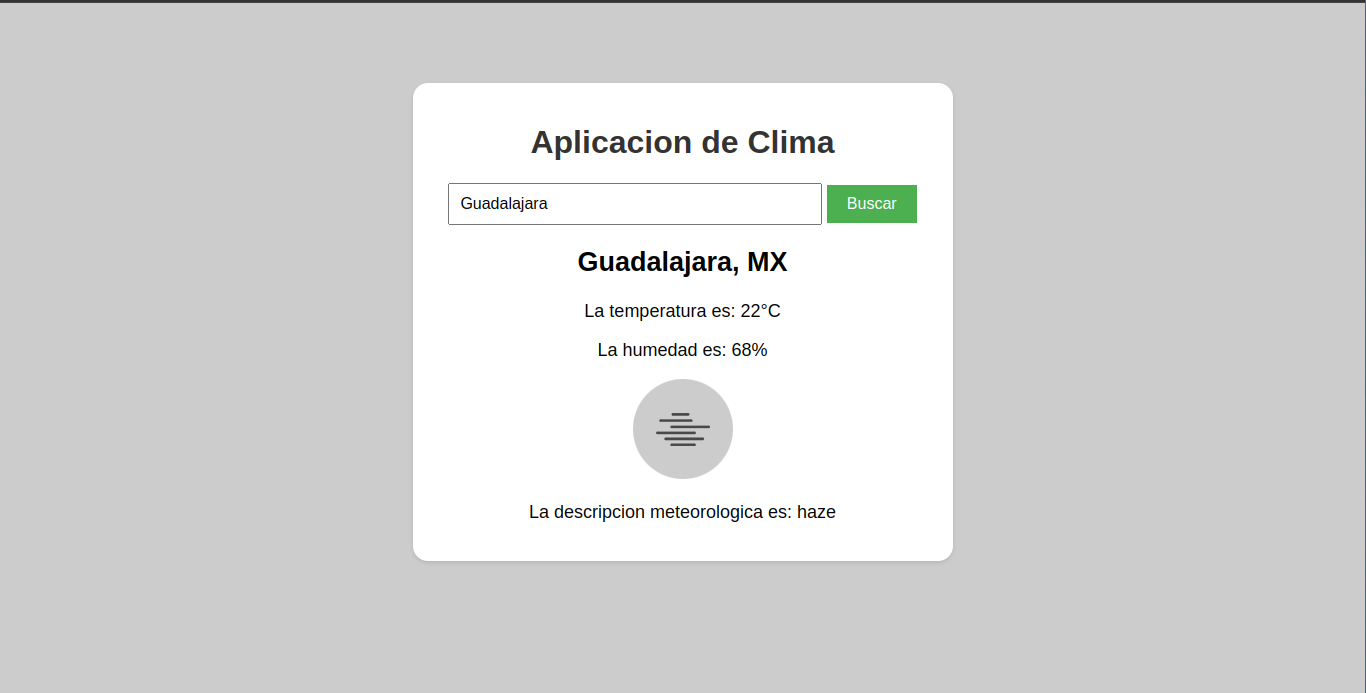 Aplicacion de Clima
Guadalajara Buscar
Guadalajara, MX
La temperatura es: 22°C
La humedad es: 68%
La descripcion meteorologica es: haze